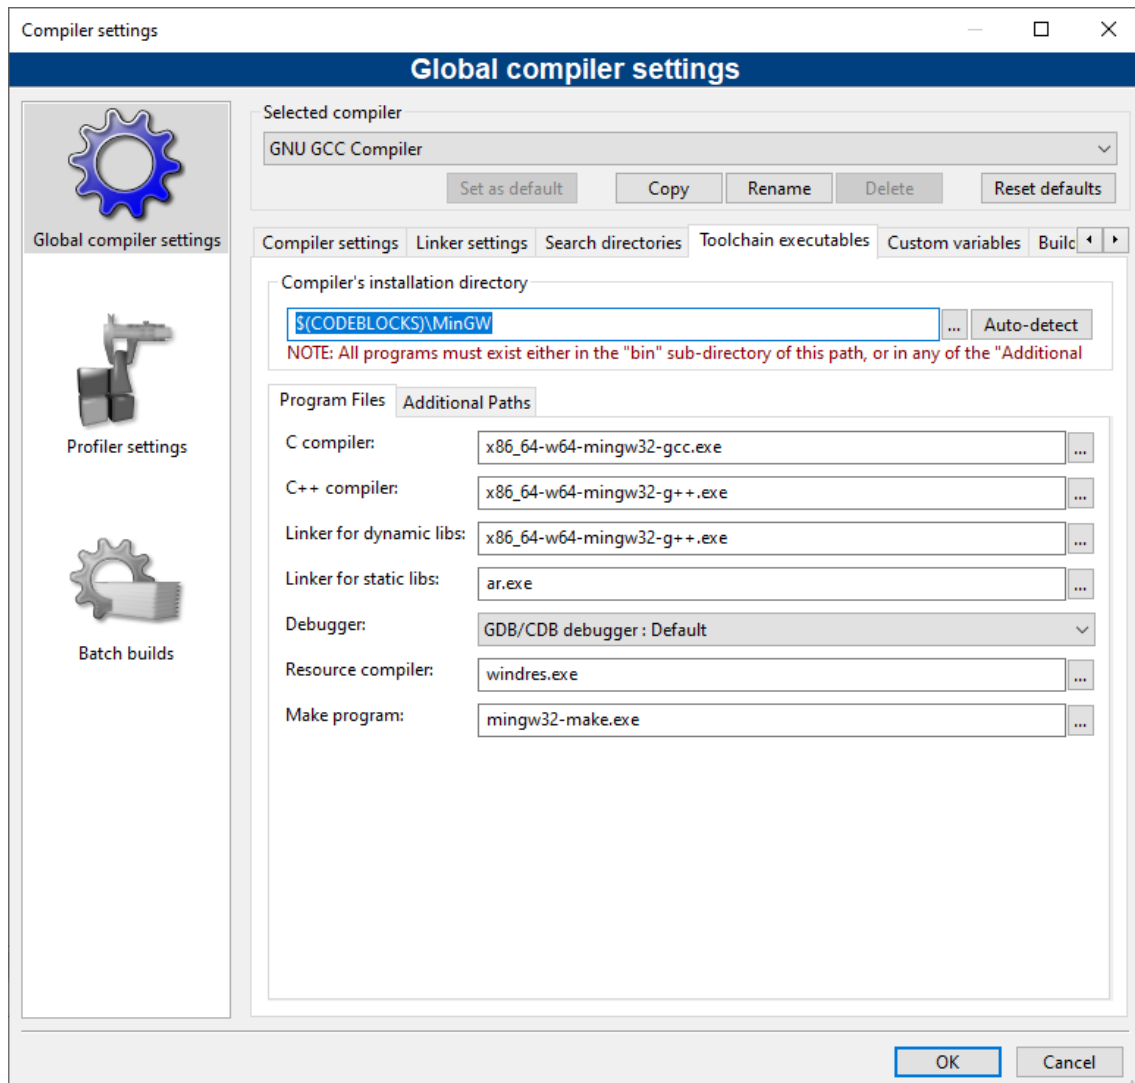 Compiler settings
Global compiler settings
Global compiler settings
Profiler settings
Batch builds
Selected compiler
GNU GCC Compiler
Set as default Copy Rename Delete Reset defaults
Compiler settings Linker settings Search directories Toolchain executables Custom variables Builc
Compiler's installation directory
$(CODEBLOCKS)\MinGW ... Auto-detect
NOTE: All programs must exist either in the "bin" sub-directory of this path, or in any of the "Additional
Program Files Additional Paths
C compiler: x86_64-w64-mingw32-gcc.exe ...
C++ compiler: x86_64-w64-mingw32-g++.exe ...
Linker for dynamic libs: x86_64-w64-mingw32-g++.exe ...
Linker for static libs: ar.exe ...
Debugger: GDB/CDB debugger : Default
Resource compiler: windres.exe ...
Make program: mingw32-make.exe ...
OK Cancel